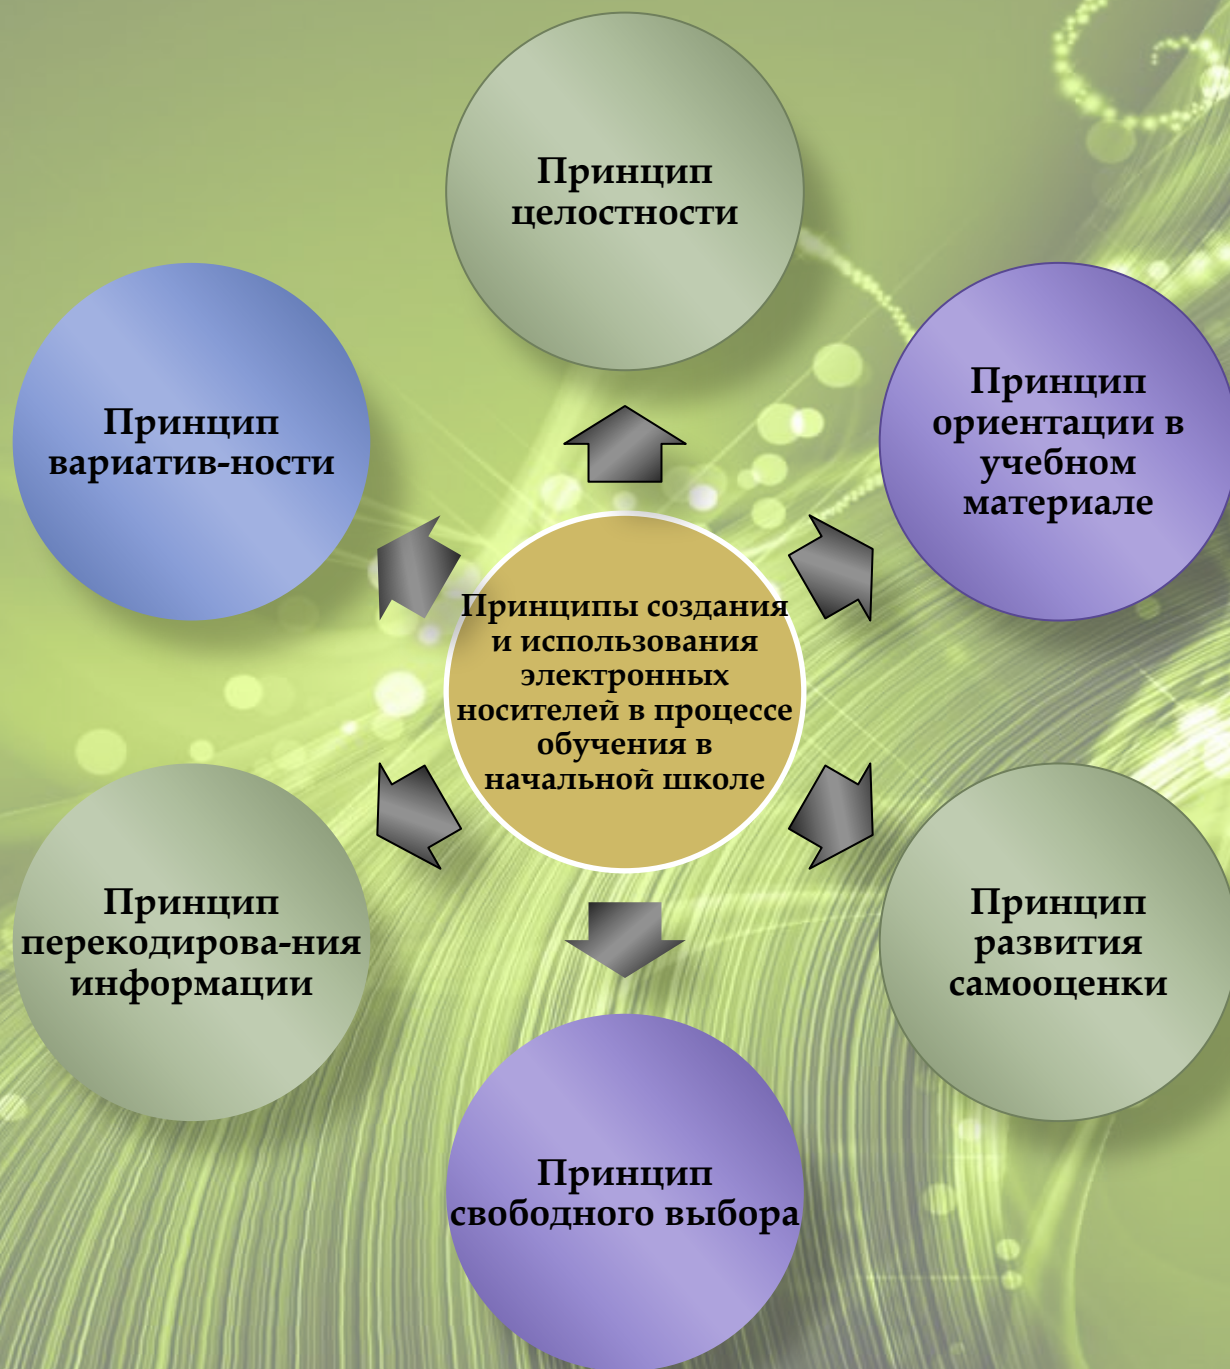 Принцип
целостности
Принцип
ориентации в
учебном
материале
Принцип
развития
самооценки
Принцип
свободного выбора
Принцип
перекодирова-ния
информации
Принцип
вариатив-ности
Принципы создания
и использования
электронных
носителей в процессе
обучения в
начальной школе